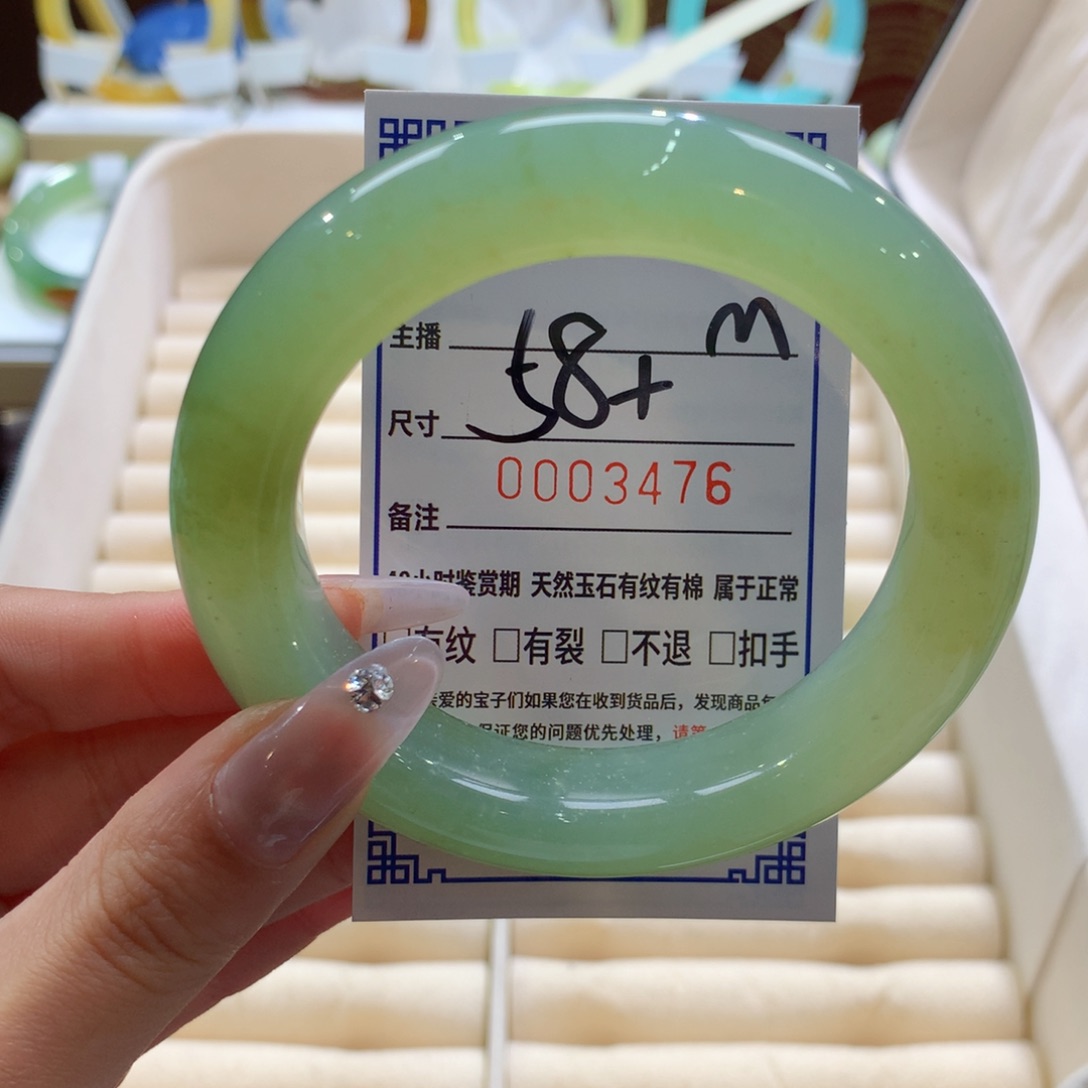 主播 M
尺寸 58+
0003476
备注
小时鉴赏期 天然玉石有纹有棉 属于正常
□有纹 □有裂 □不退 □扣手
亲爱的宝子们如果您在收到货品后，发现商品
保证您的问题优先处理，请